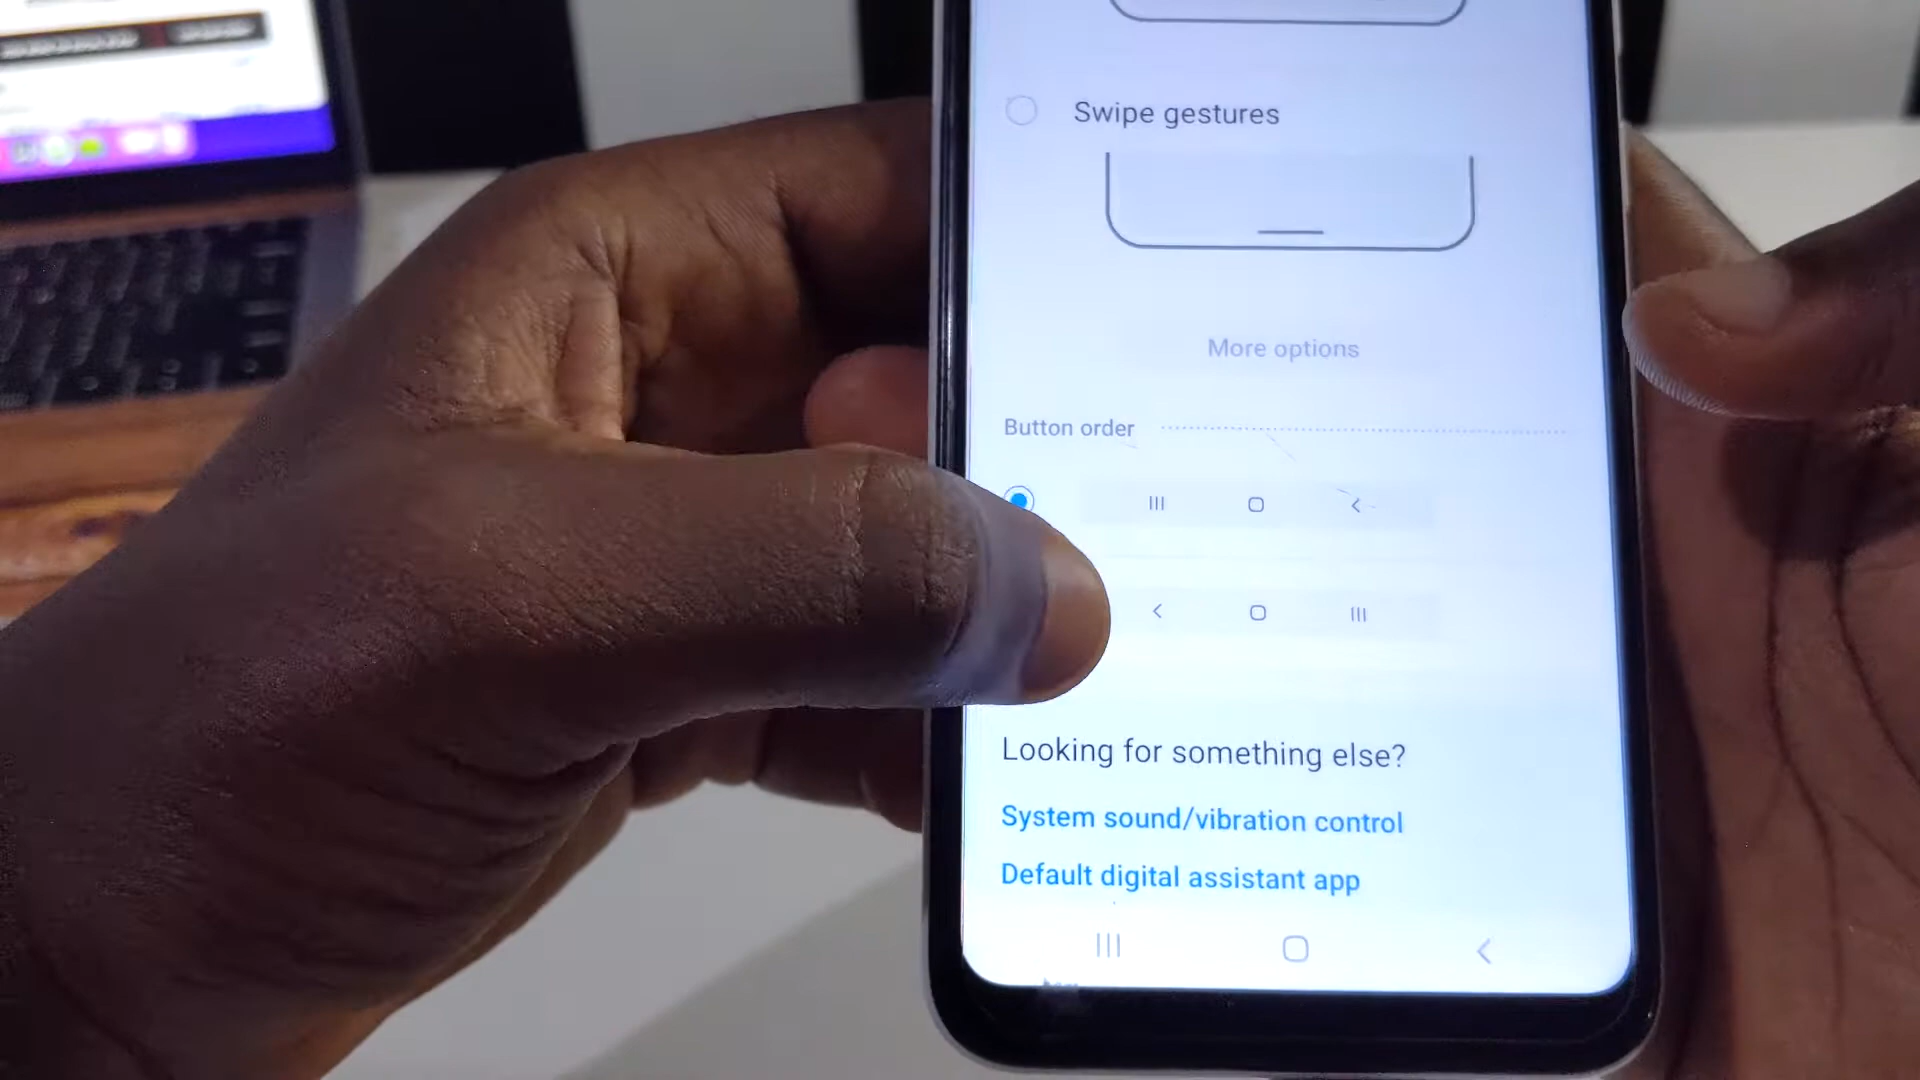 Swipe gestures
More options
Button order
Looking for something else?
System sound/vibration control
Default digital assistant app